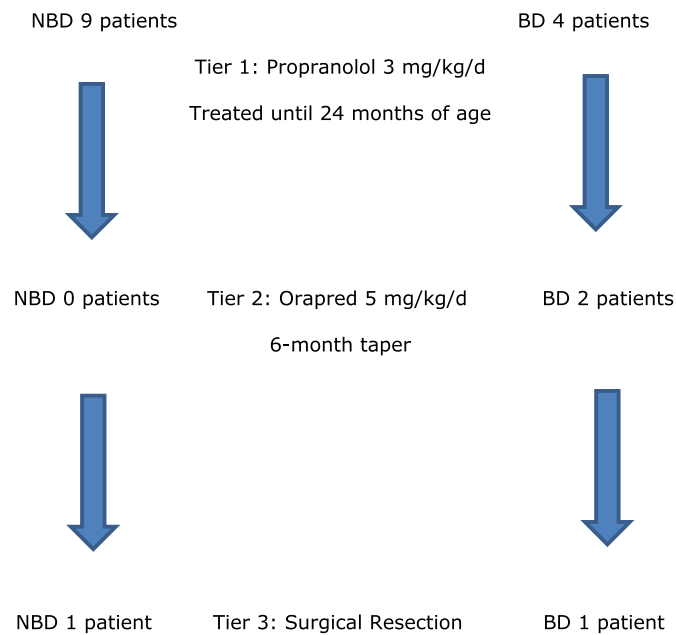 NBD 9 patients
BD 4 patients
Tier 1: Propranolol 3 mg/kg/d
Treated until 24 months of age
NBD 0 patients
Tier 2: Orapred 5 mg/kg/d
BD 2 patients
6-month taper
NBD 1 patient
Tier 3: Surgical Resection
BD 1 patient